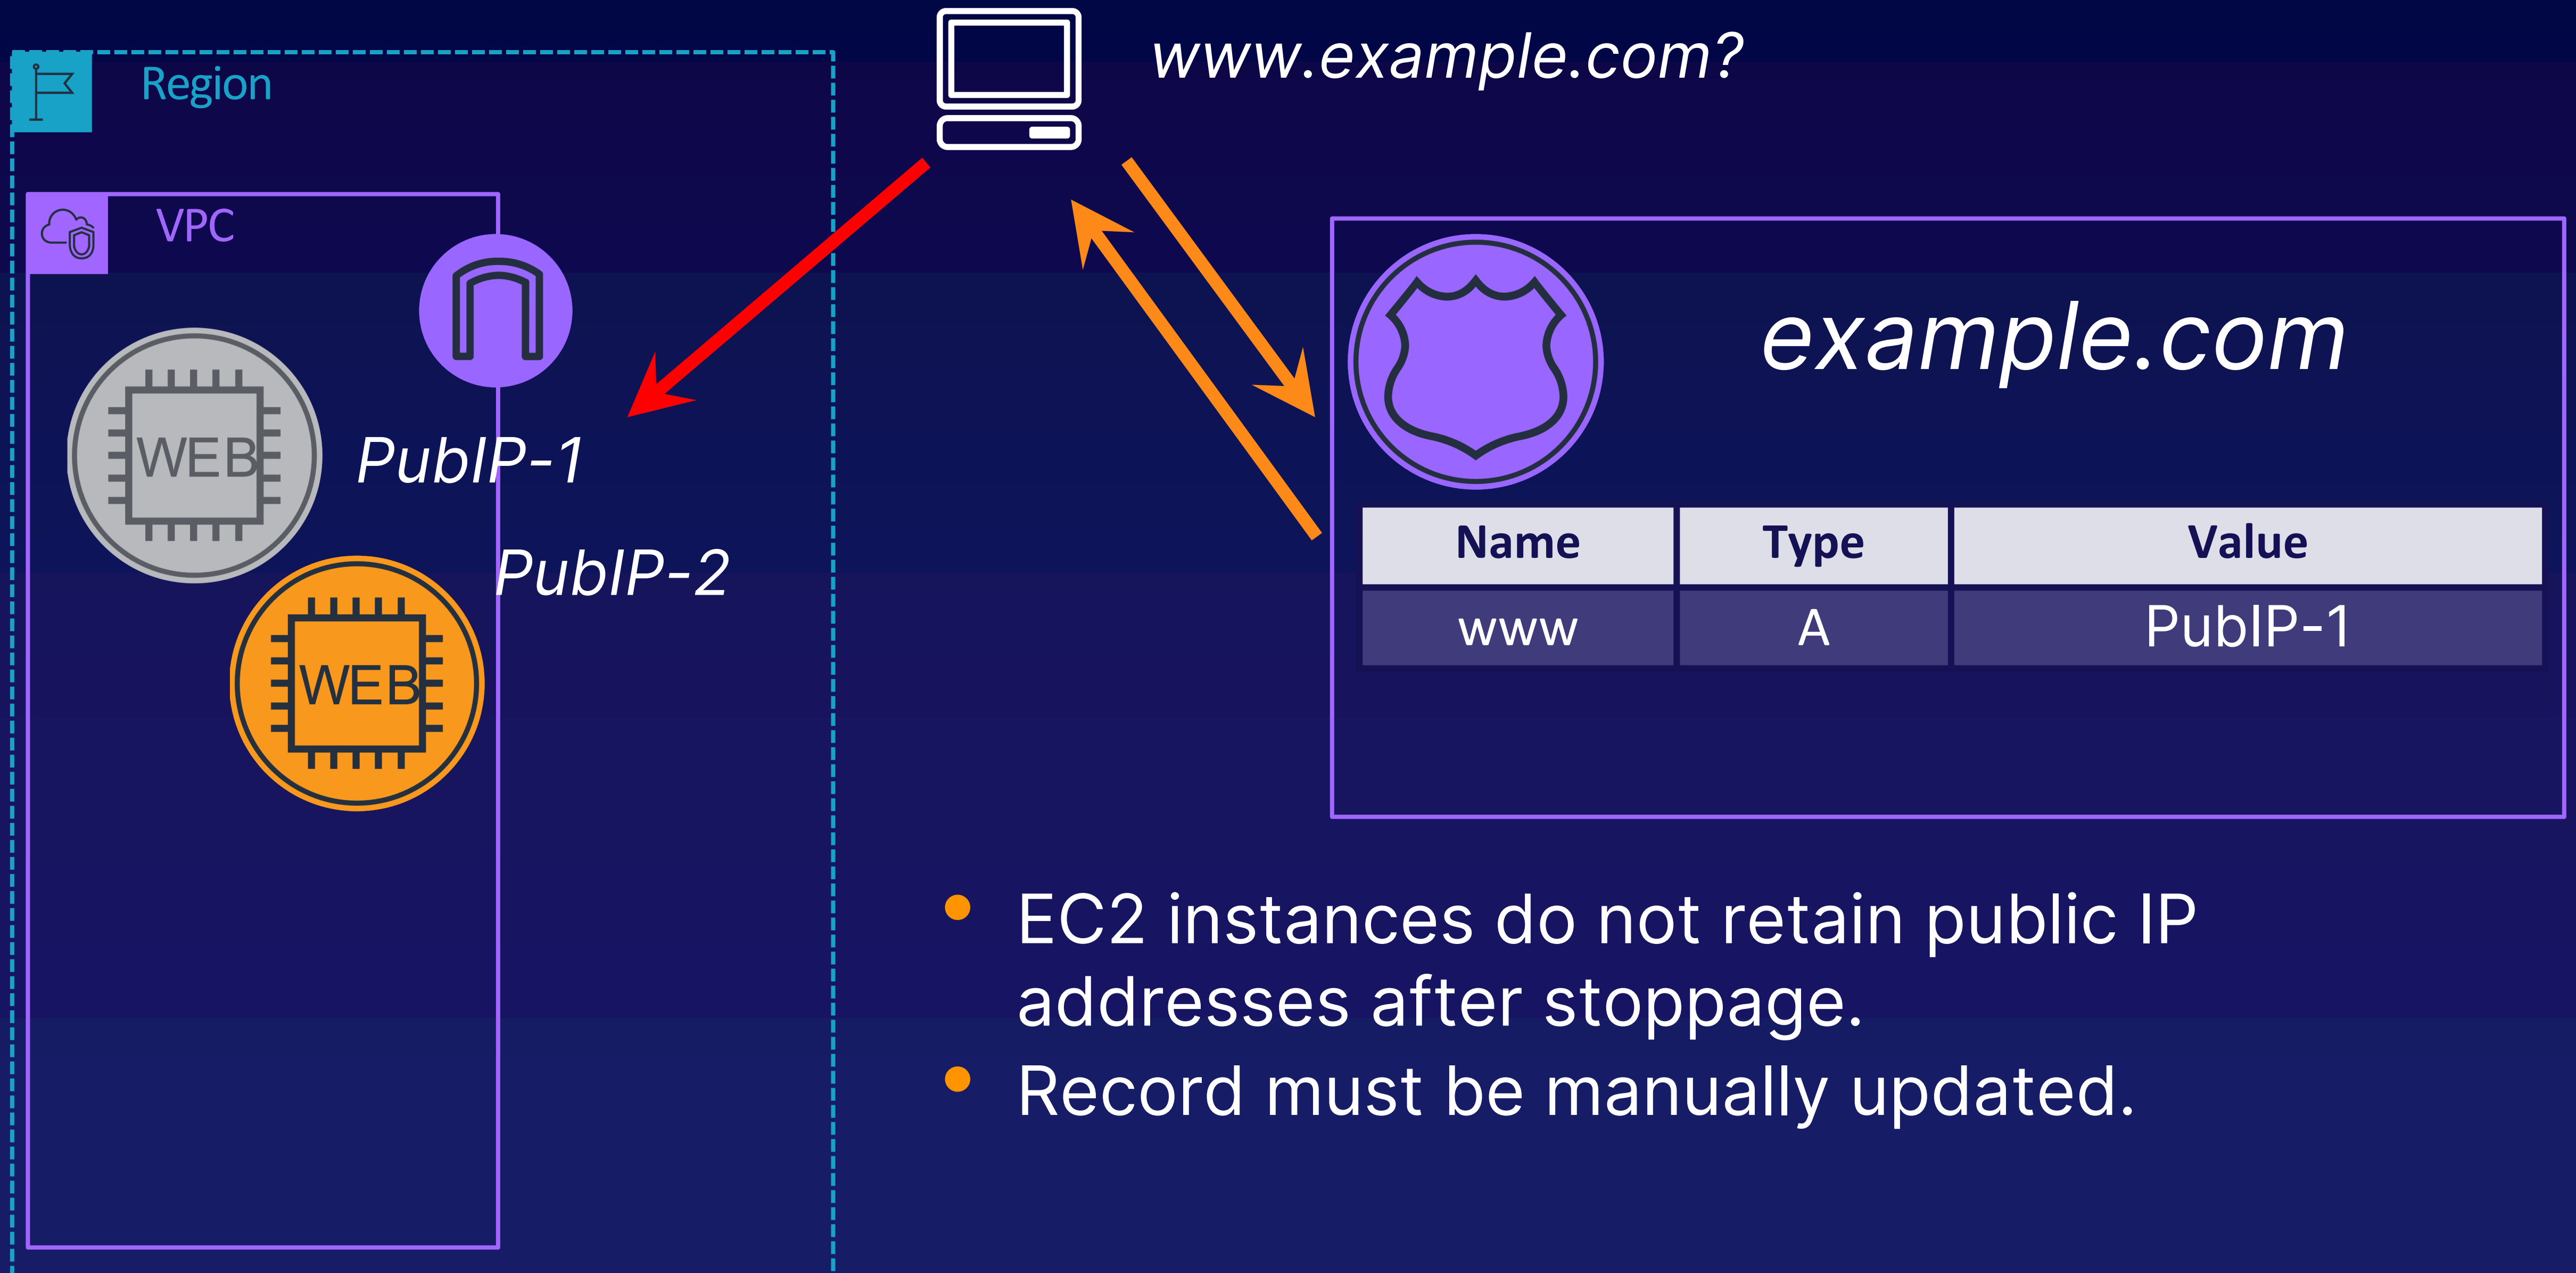 www.example.com?
Region
VPC
WEB
PubIP-1
PubIP-2
WEB
example.com
Name Type Value
www A PubIP-1
EC2 instances do not retain public IP
addresses after stoppage.
Record must be manually updated.